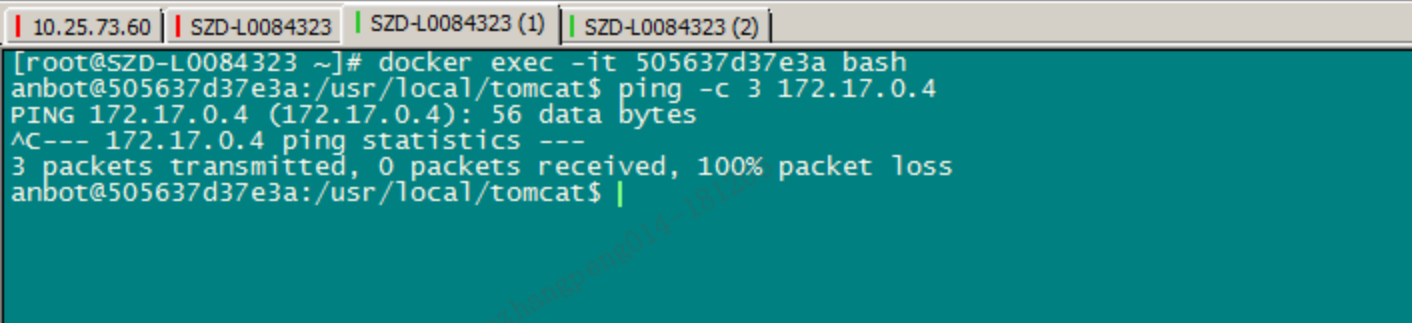 10.25.73.60
SZD-L0084323
SZD-L0084323 (1)
SZD-L0084323 (2)
[root@SZD-L0084323 ~]# docker exec -it 505637d37e3a bash
anbot@505637d37e3a:/usr/local/tomcat$ ping -c 3 172.17.0.4
PING 172.17.0.4 (172.17.0.4): 56 data bytes
^C--- 172.17.0.4 ping statistics ---
3 packets transmitted, 0 packets received, 100% packet loss
anbot@505637d37e3a:/usr/local/tomcat$